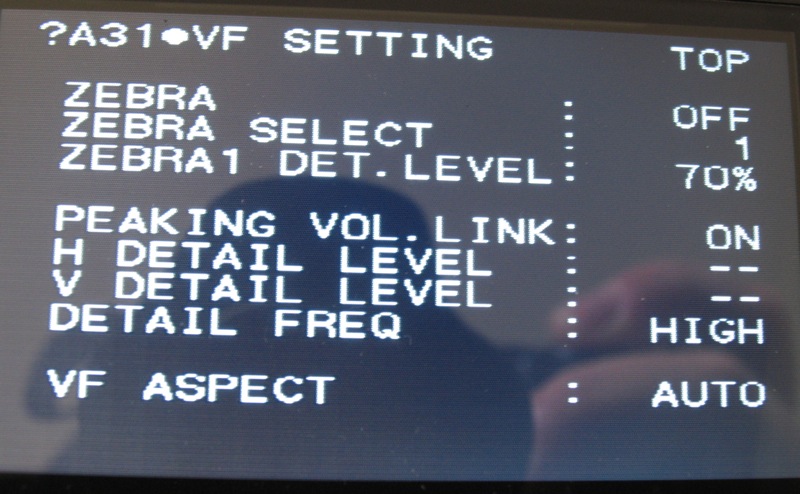 ?A31●VF SETTING TOP
ZEBRA : OFF
ZEBRA SELECT : 1
ZEBRA1 DET.LEVEL: 70%
PEAKING VOL.LINK: ON
H DETAIL LEVEL : --
V DETAIL LEVEL : --
DETAIL FREQ : HIGH
VF ASPECT : AUTO